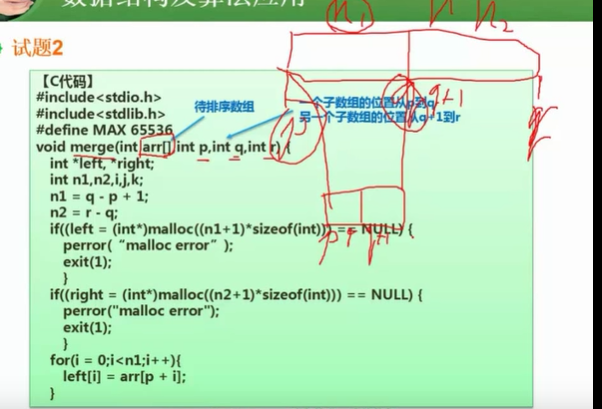 数据结构及算法应用
试题2
【C代码】
#include<stdio.h>
#include<stdlib.h>
#define MAX 65536
待排序数组
一个子数组的位置从p到q
另一个子数组的位置从q+1到r
void merge(int arr[],int p,int q,int r) {
int *left, *right;
int n1,n2,i,j,k;
n1 = q - p + 1;
n2 = r - q;
if((left = (int*)malloc((n1+1)*sizeof(int))) == NULL) {
perror( “malloc error” );
exit(1);
}
if((right = (int*)malloc((n2+1)*sizeof(int))) == NULL) {
perror("malloc error");
exit(1);
}
for(i = 0;i<n1;i++){
left[i] = arr[p + i];
}
n1
n2
q+1